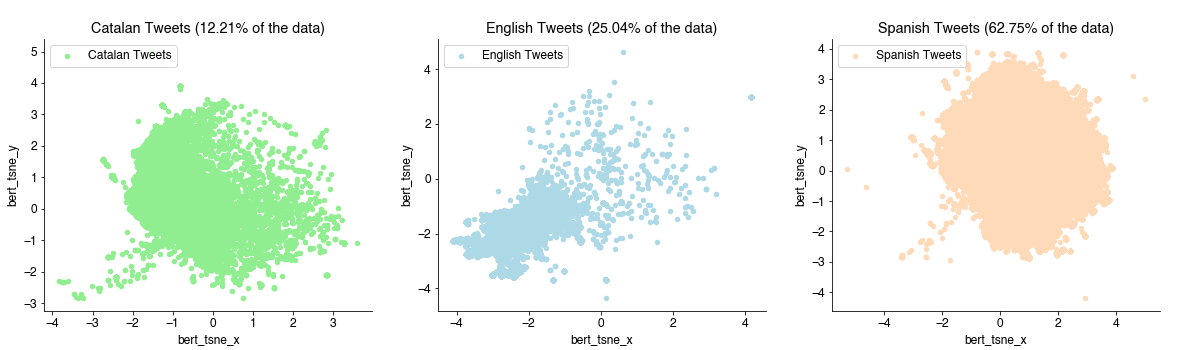 Catalan Tweets (12.21% of the data)
Catalan Tweets
5
4
3
2
1
0
−1
−2
−3
bert_tsne_y
−4 −3 −2 −1 0 1 2 3
bert_tsne_x
English Tweets (25.04% of the data)
English Tweets
4
2
0
−2
−4
bert_tsne_y
−4 −2 0 2 4
bert_tsne_x
Spanish Tweets (62.75% of the data)
Spanish Tweets
4
3
2
1
0
−1
−2
−3
−4
bert_tsne_y
−4 −2 0 2 4
bert_tsne_x